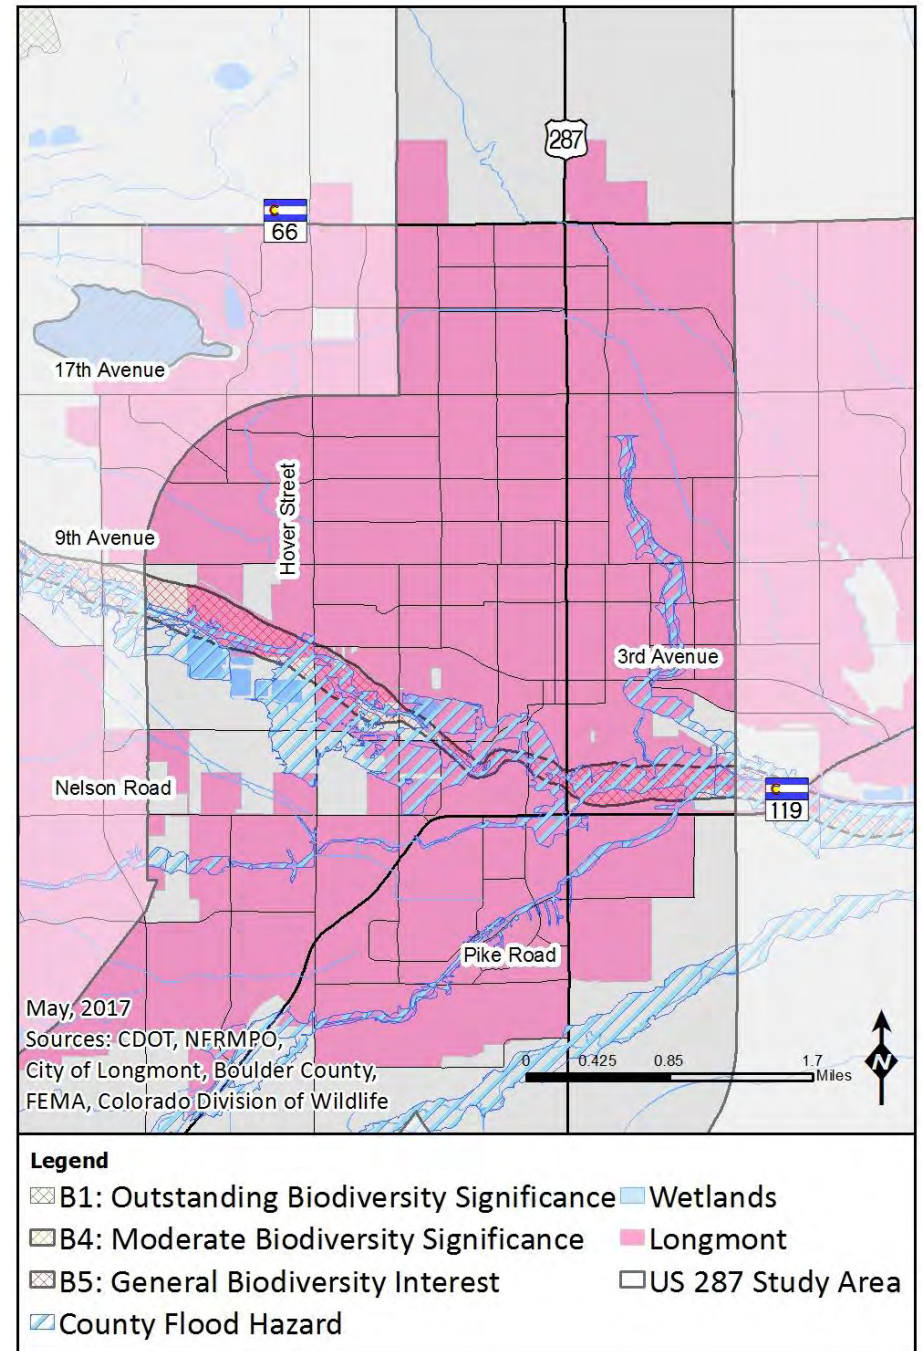 287
C
66
17th Avenue
Hover Street
9th Avenue
3rd Avenue
Nelson Road
C
119
Pike Road
May, 2017
Sources: CDOT, NFRMPO,
City of Longmont, Boulder County,
FEMA, Colorado Division of Wildlife
0 0.425 0.85 1.7
Miles
N
Legend
B1: Outstanding Biodiversity Significance
B4: Moderate Biodiversity Significance
B5: General Biodiversity Interest
County Flood Hazard
Wetlands
Longmont
US 287 Study Area